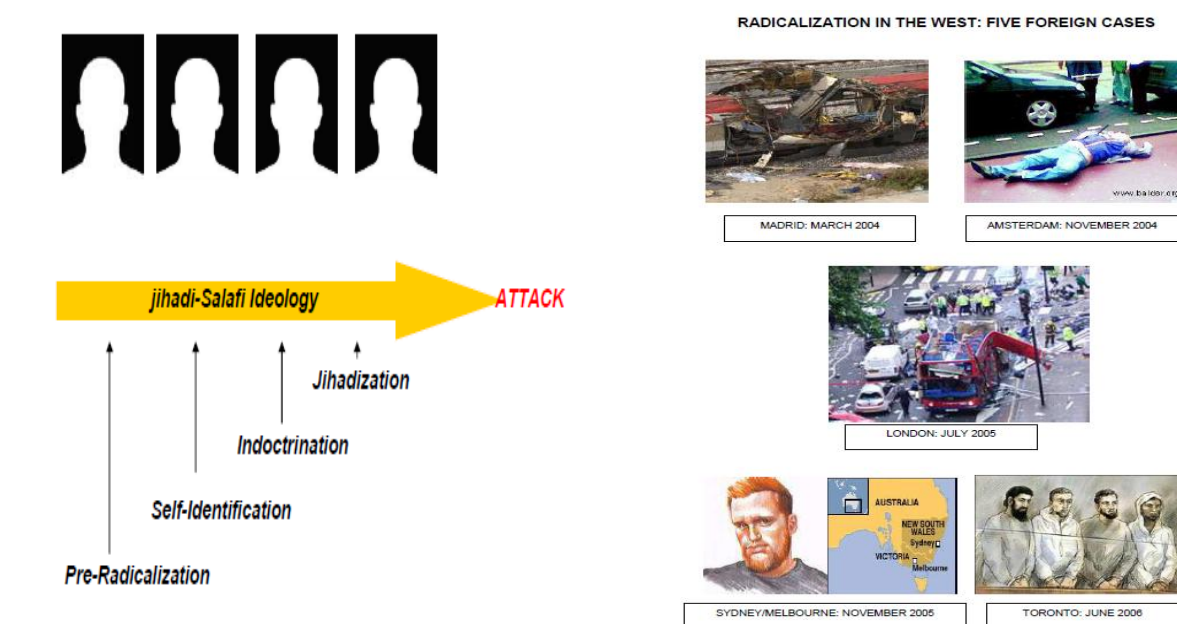 jihadi-Salafi Ideology
ATTACK
Jihadization
Indoctrination
Self-Identification
Pre-Radicalization
RADICALIZATION IN THE WEST: FIVE FOREIGN CASES
www.balder.org
MADRID: MARCH 2004
AMSTERDAM: NOVEMBER 2004
LONDON: JULY 2005
AUSTRALIA
NEW SOUTH
WALES
Sydney
VICTORIA
Melbourne
SYDNEY/MELBOURNE: NOVEMBER 2005
TORONTO: JUNE 2006